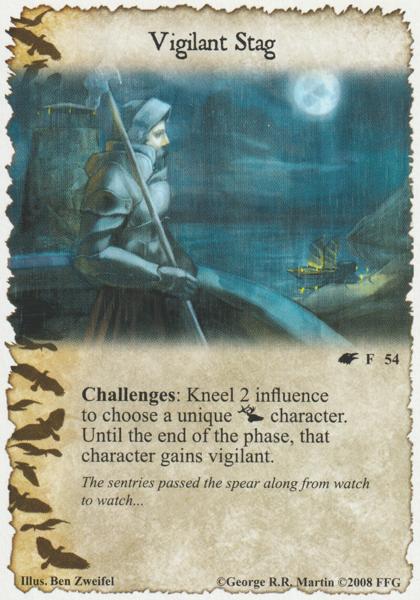 Vigilant Stag
F 54
Challenges: Kneel 2 influence
to choose a unique character.
Until the end of the phase, that
character gains vigilant.
The sentries passed the spear along from watch
to watch...
Illus. Ben Zweifel ©George R.R. Martin ©2008 FFG